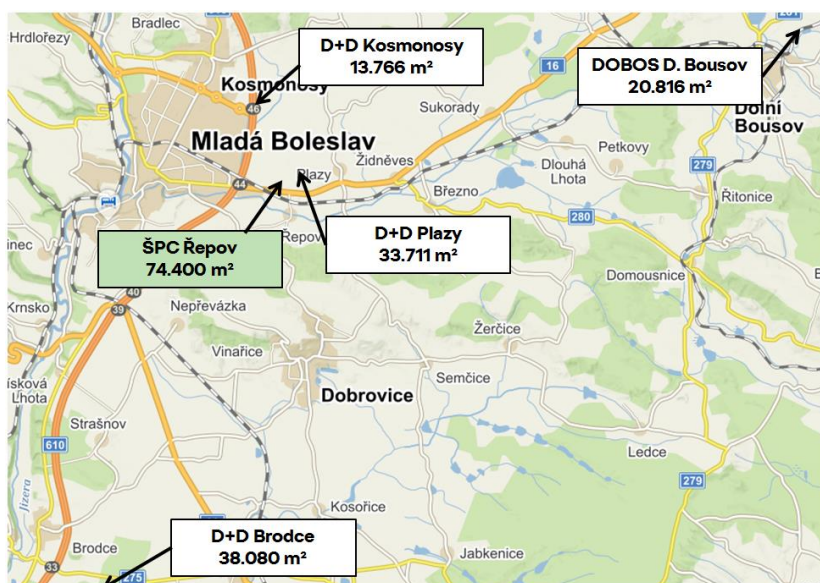 Bradlec
Hrdlořezy
D+D Kosmonosy
13.766 m²
Kosmonosy
46
16
DOBOS D. Bousov
20.816 m²
Dolní
Bousov
Sukorady
Mladá Boleslav
Plazy
Židněves
Petkovy
Dlouhá
Lhota
279
44
Březno
Řitonice
280
ŠPC Řepov
74.400 m²
Řepov
D+D Plazy
33.711 m²
Domousnice
40
Krnsko
39
Nepřevázka
Vinařice
Žerčice
Semčice
Dobrovice
Lhota
Strašnov
610
Ledce
279
Jizera
Kosořice
D+D Brodce
38.080 m²
Brodce
33
275
Jabkenice